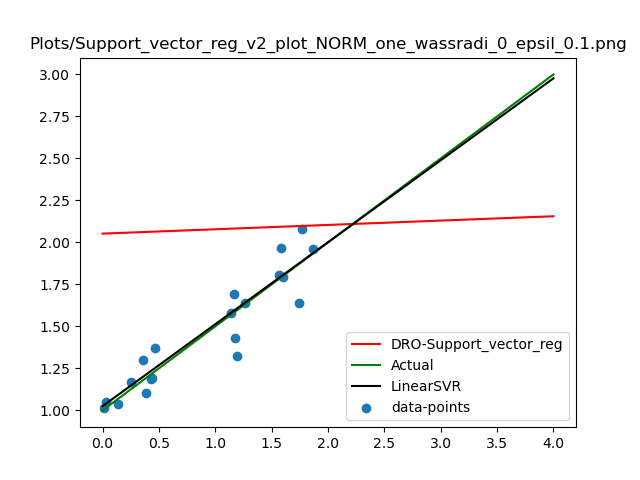 Plots/Support_vector_reg_v2_plot_NORM_one_wassradi_0_epsil_0.1.png
3.00
2.75
2.50
2.25
2.00
1.75
1.50
1.25
1.00
DRO-Support_vector_reg
Actual
LinearSVR
data-points
0.0 0.5 1.0 1.5 2.0 2.5 3.0 3.5 4.0